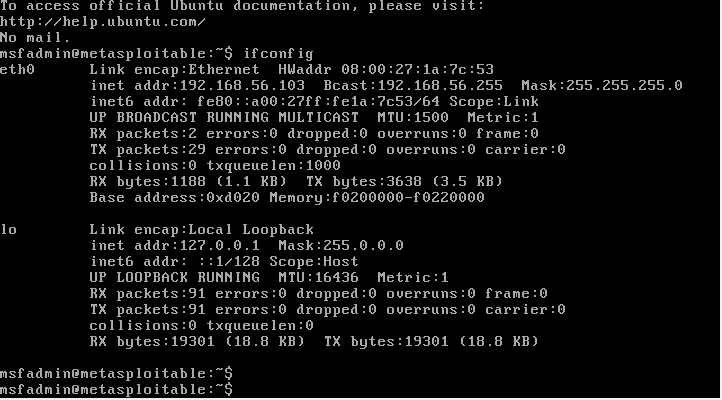 To access official Ubuntu documentation, please visit:
http://help.ubuntu.com/
No mail.
msfadmin@metasploitable:~$ ifconfig
eth0      Link encap:Ethernet  HWaddr 08:00:27:1a:7c:53
          inet addr:192.168.56.103  Bcast:192.168.56.255  Mask:255.255.255.0
          inet6 addr: fe80::a00:27ff:fe1a:7c53/64 Scope:Link
          UP BROADCAST RUNNING MULTICAST  MTU:1500  Metric:1
          RX packets:2 errors:0 dropped:0 overruns:0 frame:0
          TX packets:29 errors:0 dropped:0 overruns:0 carrier:0
          collisions:0 txqueuelen:1000
          RX bytes:1188 (1.1 KB)  TX bytes:3638 (3.5 KB)
          Base address:0xd020 Memory:f0200000-f0220000
lo        Link encap:Local Loopback
          inet addr:127.0.0.1  Mask:255.0.0.0
          inet6 addr: ::1/128 Scope:Host
          UP LOOPBACK RUNNING  MTU:16436  Metric:1
          RX packets:91 errors:0 dropped:0 overruns:0 frame:0
          TX packets:91 errors:0 dropped:0 overruns:0 carrier:0
          collisions:0 txqueuelen:0
          RX bytes:19301 (18.8 KB)  TX bytes:19301 (18.8 KB)
msfadmin@metasploitable:~$
msfadmin@metasploitable:~$